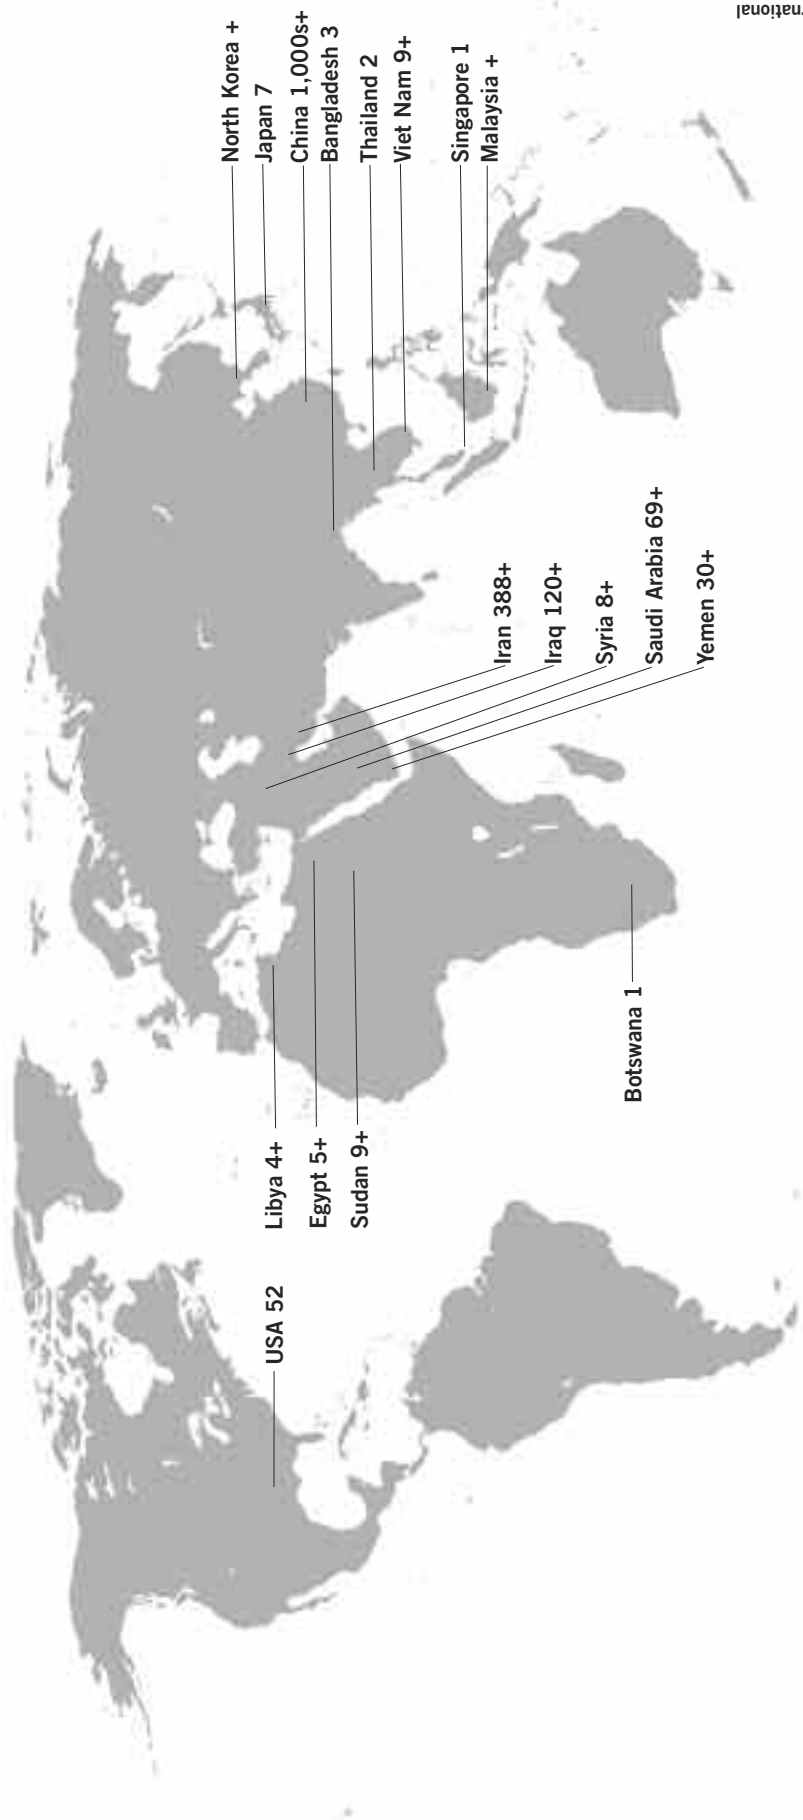 North Korea +
Japan 7
China 1,000s+
Bangladesh 3
Thailand 2
Viet Nam 9+
Singapore 1
Malaysia +
Iran 388+
Iraq 120+
Syria 8+
Saudi Arabia 69+
Yemen 30+
Libya 4+
Egypt 5+
Sudan 9+
Botswana 1
USA 52